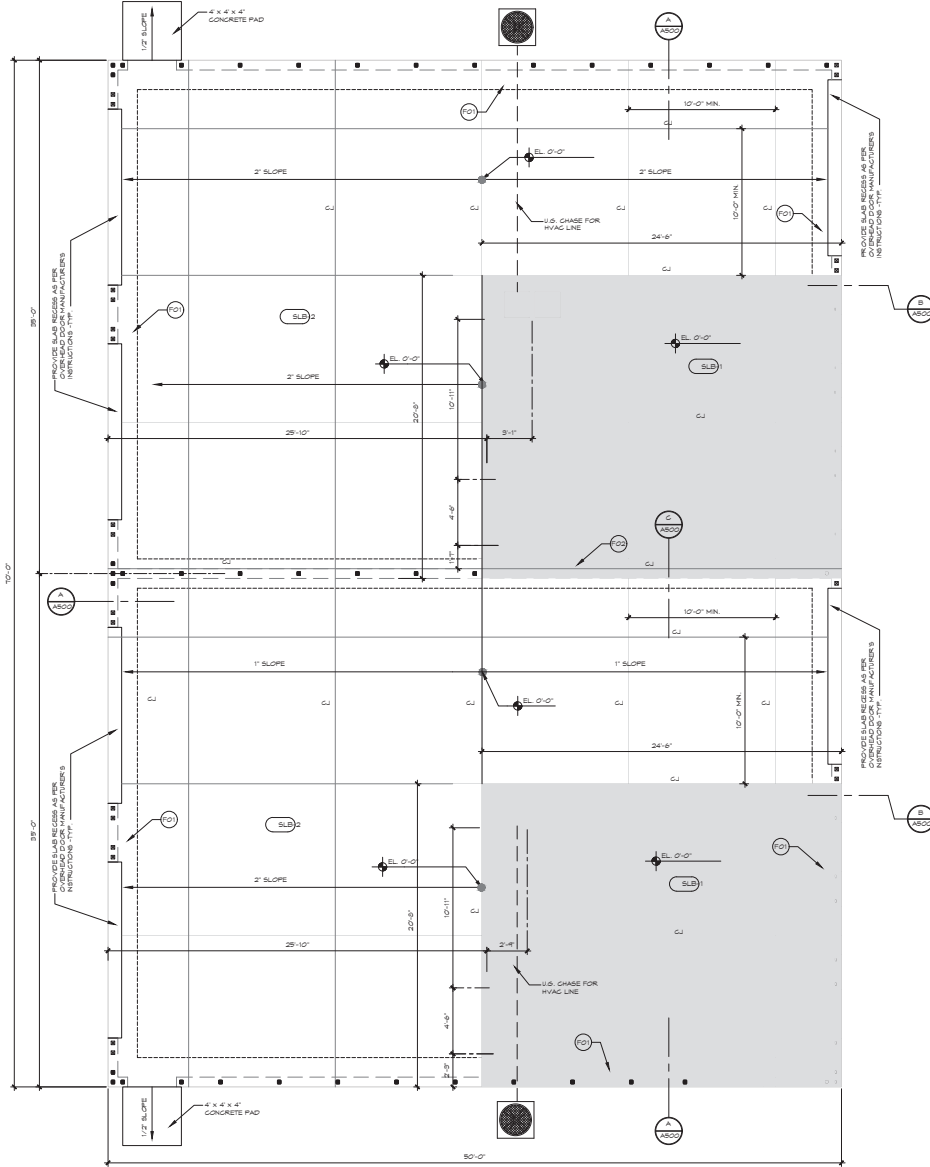 4' x 4' x 4"
CONCRETE PAD
1/2" SLOPE
A
A500
F01
10'-0" MIN.
CJ
EL. 0'-0"
2" SLOPE
2" SLOPE
10'-0" MIN.
PROVIDE SLAB RECESS AS PER
OVERHEAD DOOR MANUFACTURER'S
INSTRUCTIONS -TYP.
CJ
CJ
CJ
CJ
F01
U.G. CHASE FOR
HVAC LINE
24'-6"
CJ
PROVIDE SLAB RECESS AS PER
OVERHEAD DOOR MANUFACTURER'S
INSTRUCTIONS -TYP.
35'-0"
F01
SLB-2
B
A500
EL. 0'-0"
SLB-1
EL. 0'-0"
2" SLOPE
10'-11"
20'-8"
CJ
25'-10"
3'-1"
4'-6"
C
A500
F02
1'-7"
CJ
CJ
70'-0"
A
A500
10'-0" MIN.
CJ
1" SLOPE
1" SLOPE
CJ
CJ
CJ
EL. 0'-0"
CJ
CJ
10'-0" MIN.
PROVIDE SLAB RECESS AS PER
OVERHEAD DOOR MANUFACTURER'S
INSTRUCTIONS -TYP.
24'-6"
CJ
PROVIDE SLAB RECESS AS PER
OVERHEAD DOOR MANUFACTURER'S
INSTRUCTIONS -TYP.
35'-0"
F01
SLB-2
B
A500
EL. 0'-0"
F01
EL. 0'-0"
SLB-1
2" SLOPE
20'-8"
10'-11"
CJ
CJ
25'-10"
2'-9"
U.G. CHASE FOR
HVAC LINE
4'-6"
F01
2'-3"
1/2" SLOPE
4' x 4' x 4"
CONCRETE PAD
A
A500
50'-0"